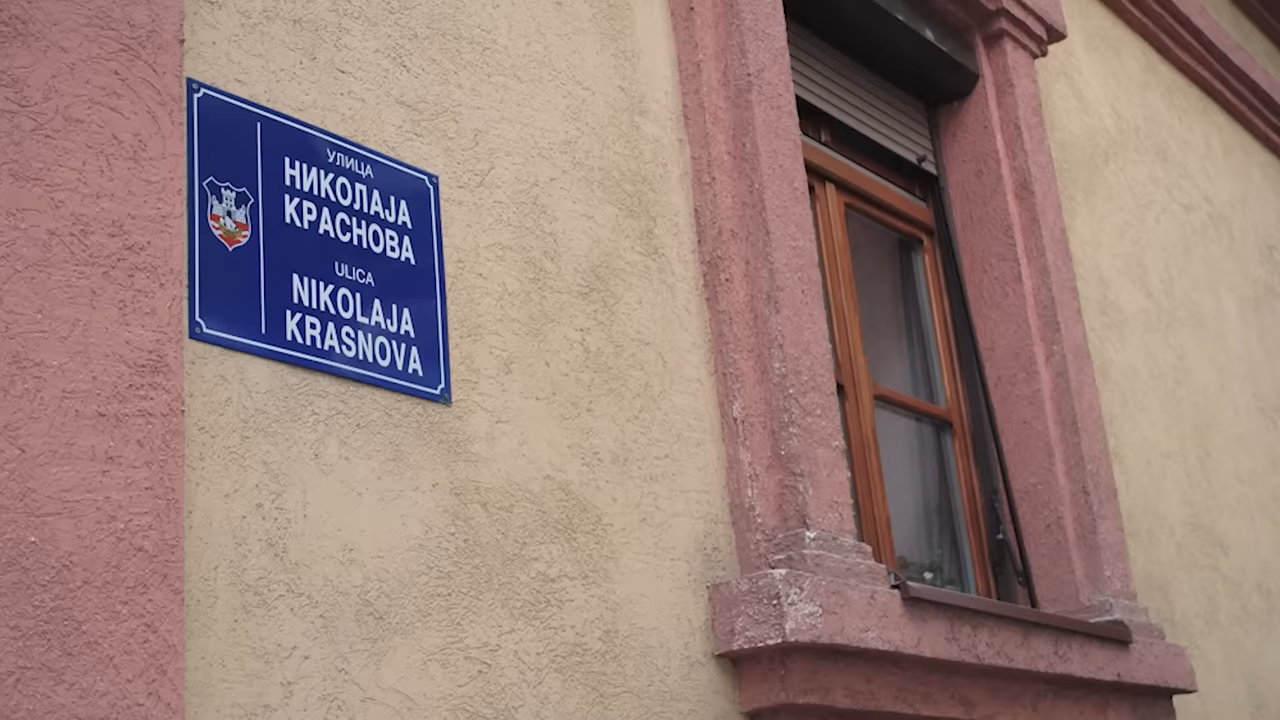 УЛИЦА
НИКОЛАЈА
КРАСНОВА
ULICA
NIKOLAJA
KRASNOVA